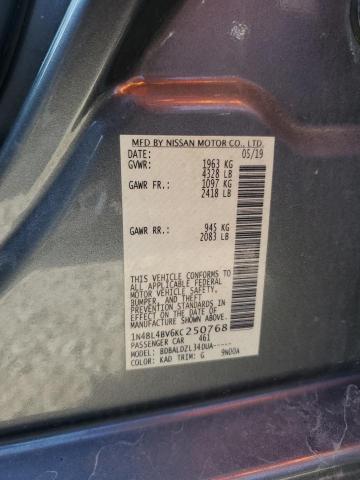 MFD BY NISSAN MOTOR CO., LTD.
DATE: 05/19
GVWR: 1963 KG
4328 LB
GAWR FR.: 1097 KG
2418 LB
GAWR RR.: 945 KG
2083 LB
THIS VEHICLE CONFORMS TO
ALL APPLICABLE FEDERAL
MOTOR VEHICLE SAFETY,
BUMPER, AND THEFT
PREVENTION STANDARDS IN
EFFECT ON THE DATE OF
MANUFACTURE SHOWN ABOVE.
1N4BL4BV6KC250768
PASSENGER CAR 461
MODEL: BDBALDZL34DUA-----
COLOR: KAD TRIM: G 9N00A